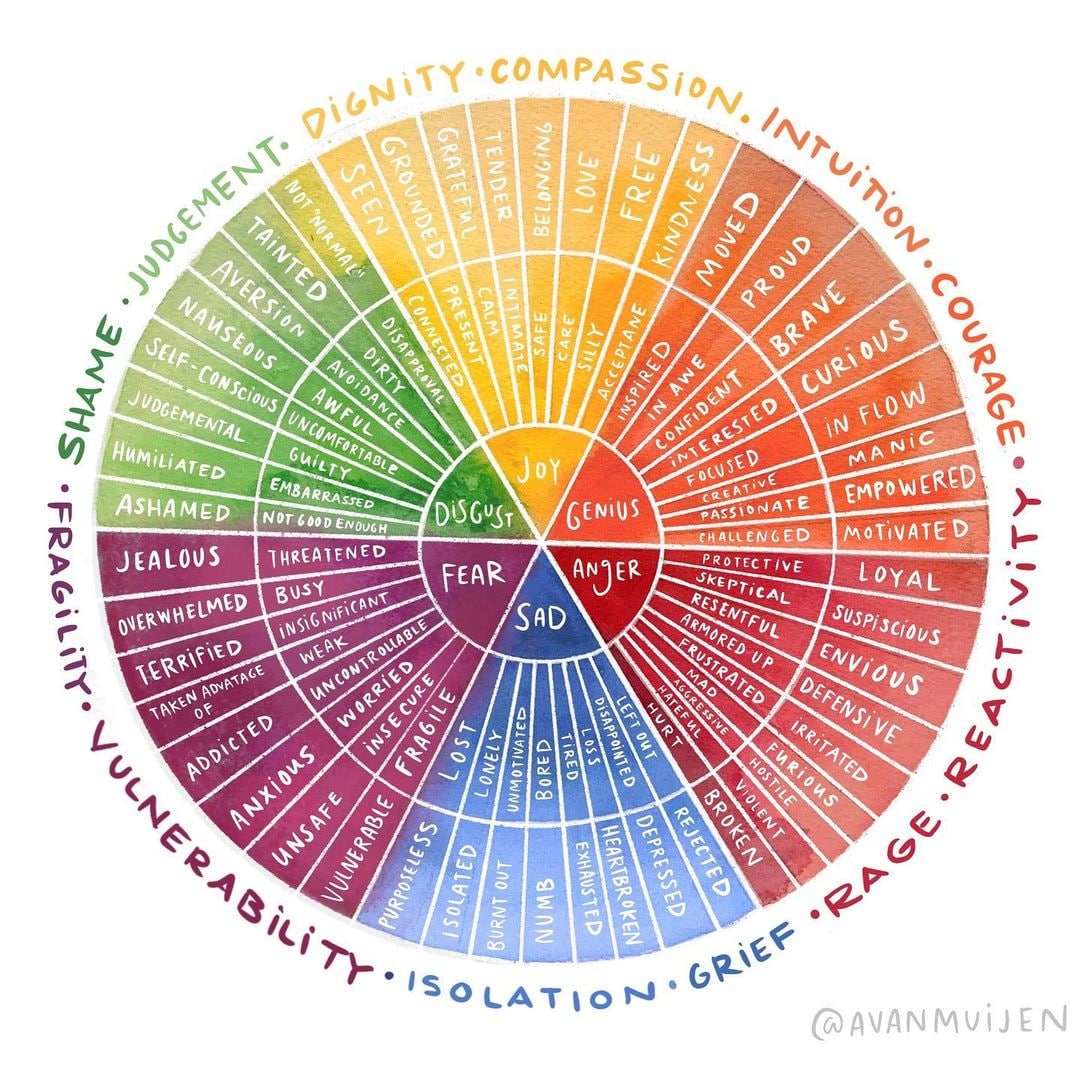 DiGNiTY · COMPASSiON ·
INTUiTiON · COURAGE ·
REACTiViTY ·
RAGE ·
GRiEF ·
ISOLATION ·
VULNERABiLiTY ·
FRAGiLiTY ·
SHAME · JUDGEMENT ·
JOY
CONNECTED
PRESENT
CALM
INTIMATE
SAFE
CARE
SILLY
ACCEPTANE
SEEN
GROUNDED
GRATEFUL
TENDER
BELONGING
LOVE
FREE
KINDNESS
GENIUS
INSPIRED
IN AWE
CONFIDENT
INTERESTED
FOCUSED
CREATIVE
PASSIONATE
CHALLENGED
MOVED
PROUD
BRAVE
CURIOUS
IN FLOW
MANIC
EMPOWERED
MOTIVATED
ANgER
PROTECTIVE
SKEPTICAL
RESENTFUL
ARMORED UP
FRUSTRATED
MAD
AGGRESSIVE
HATEFUL
HURT
LOYAL
SUSPISCIOUS
ENVIOUS
DEFENSIVE
IRRITATED
FURIOUS
HOSTILE
VIOLENT
BROKEN
SAD
LEFT OUT
DISAPPOINTED
LOSS
TIRED
BORED
UNMOTIVATED
LONELY
LOST
REJECTED
DEPRESSED
HEARTBROKEN
EXHAUSTED
NUMB
BURNT OUT
ISOLATED
PURPOSELESS
FEAR
FRAGILE
INSECURE
WORRIED
UNCONTROLLABLE
WEAK
INSIGNIFICANT
BUSY
THREATENED
VULNERABLE
UNSAFE
ANXIOUS
ADDICTED
TAKEN ADVATAGE
OF
TERRIFIED
OVERWHELMED
JEALOUS
DISGUST
NOT GOOD ENOUGH
EMBARRASSED
GUILTY
UNCOMFORTABLE
AWFUL
AVOIDANCE
DIRTY
DISAPPROVAL
ASHAMED
HUMILIATED
JUDGEMENTAL
SELF-CONSCIOUS
NAUSEOUS
AVERSION
TAINTED
NOT "NORMAL"
@AVANMUIJEN